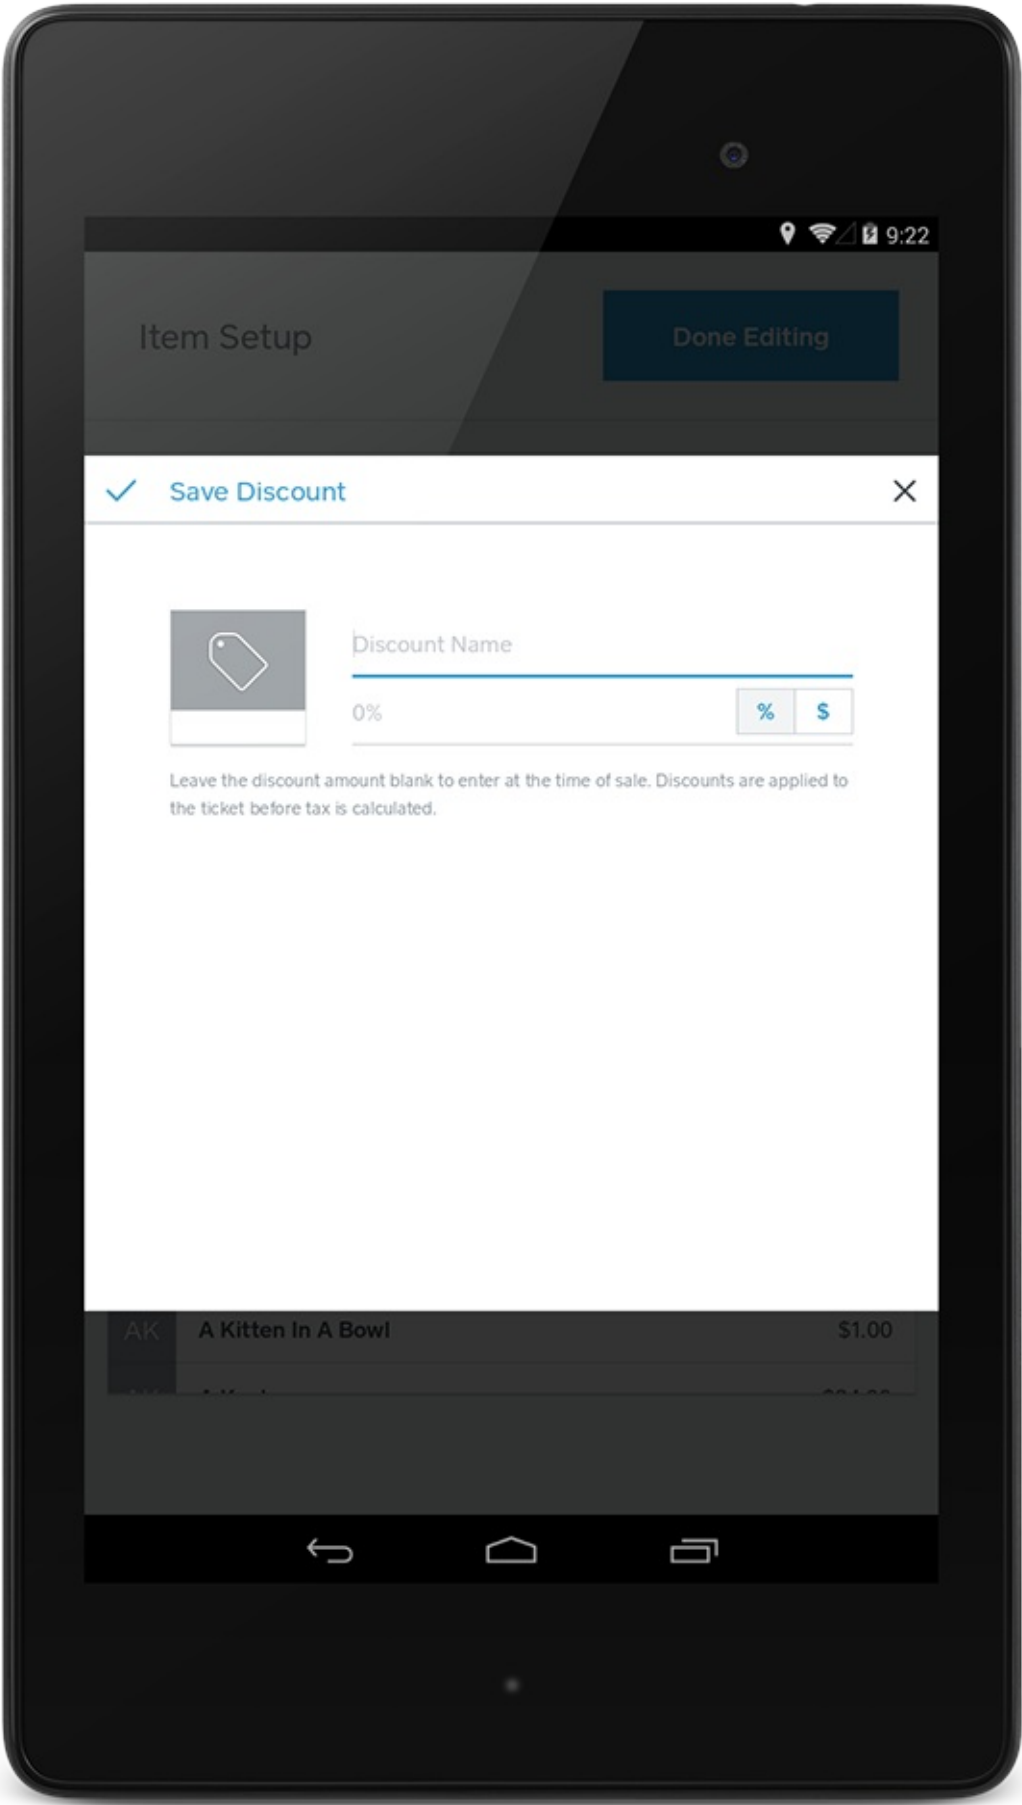 9:22
Item Setup
Done Editing
Save Discount
Discount Name
0%
% $
Leave the discount amount blank to enter at the time of sale. Discounts are applied to
the ticket before tax is calculated.
AK A Kitten In A Bowl $1.00